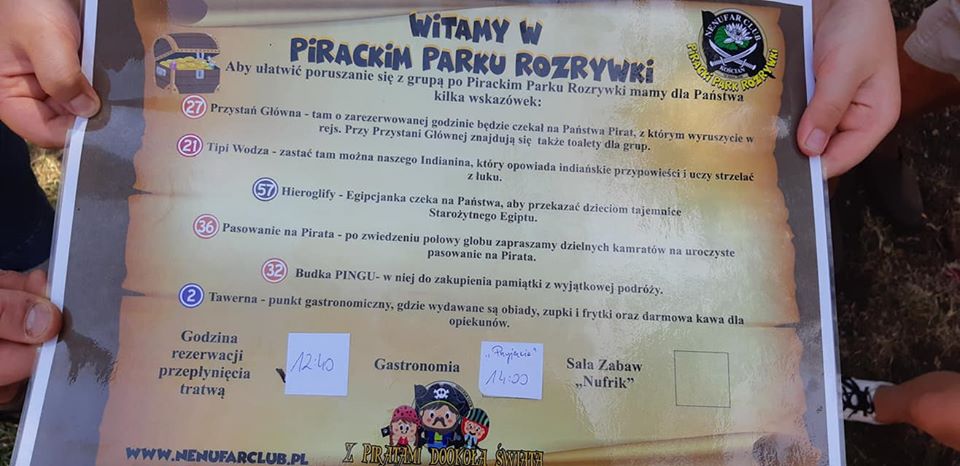 WITAMY W
PIRACKIM PARKU ROZRYWKI
NENUFAR CLUB
KOŚCIAN
PIRACKI PARK ROZRYWKI
Aby ułatwić poruszanie się z grupą po Pirackim Parku Rozrywki mamy dla Państwa
kilka wskazówek:
27 Przystań Główna - tam o zarezerwowanej godzinie będzie czekał na Państwa Pirat, z którym wyruszycie w
rejs. Przy Przystani Głównej znajdują się także toalety dla grup.
21 Tipi Wodza - zastać tam można naszego Indianina, który opowiada indiańskie przypowieści i uczy strzelać
z łuku.
57 Hieroglify - Egipcjanka czeka na Państwa, aby przekazać dzieciom tajemnice
Starożytnego Egiptu.
36 Pasowanie na Pirata - po zwiedzeniu połowy globu zapraszamy dzielnych kamratów na uroczyste
pasowanie na Pirata.
32 Budka PINGU- w niej do zakupienia pamiątki z wyjątkowej podróży.
2 Tawerna - punkt gastronomiczny, gdzie wydawane są obiady, zupki i frytki oraz darmowa kawa dla
opiekunów.
Godzina
rezerwacji
przepłynięcia
tratwą
12:40
Gastronomia
14:00
Sala Zabaw
„Nufrik"
WWW.NENUFARCLUB.PL
Z PIRATAMI DOOKOŁA ŚWIATA